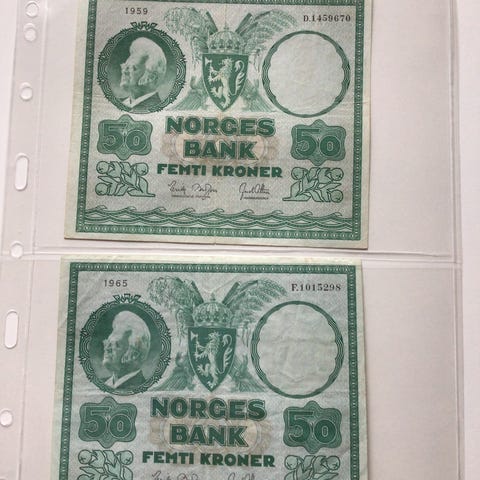 1959 D.1459670
50 NORGES 50
BANK
FEMTI KRONER
1965 F.1015298
50 NORGES 50
BANK
FEMTI KRONER